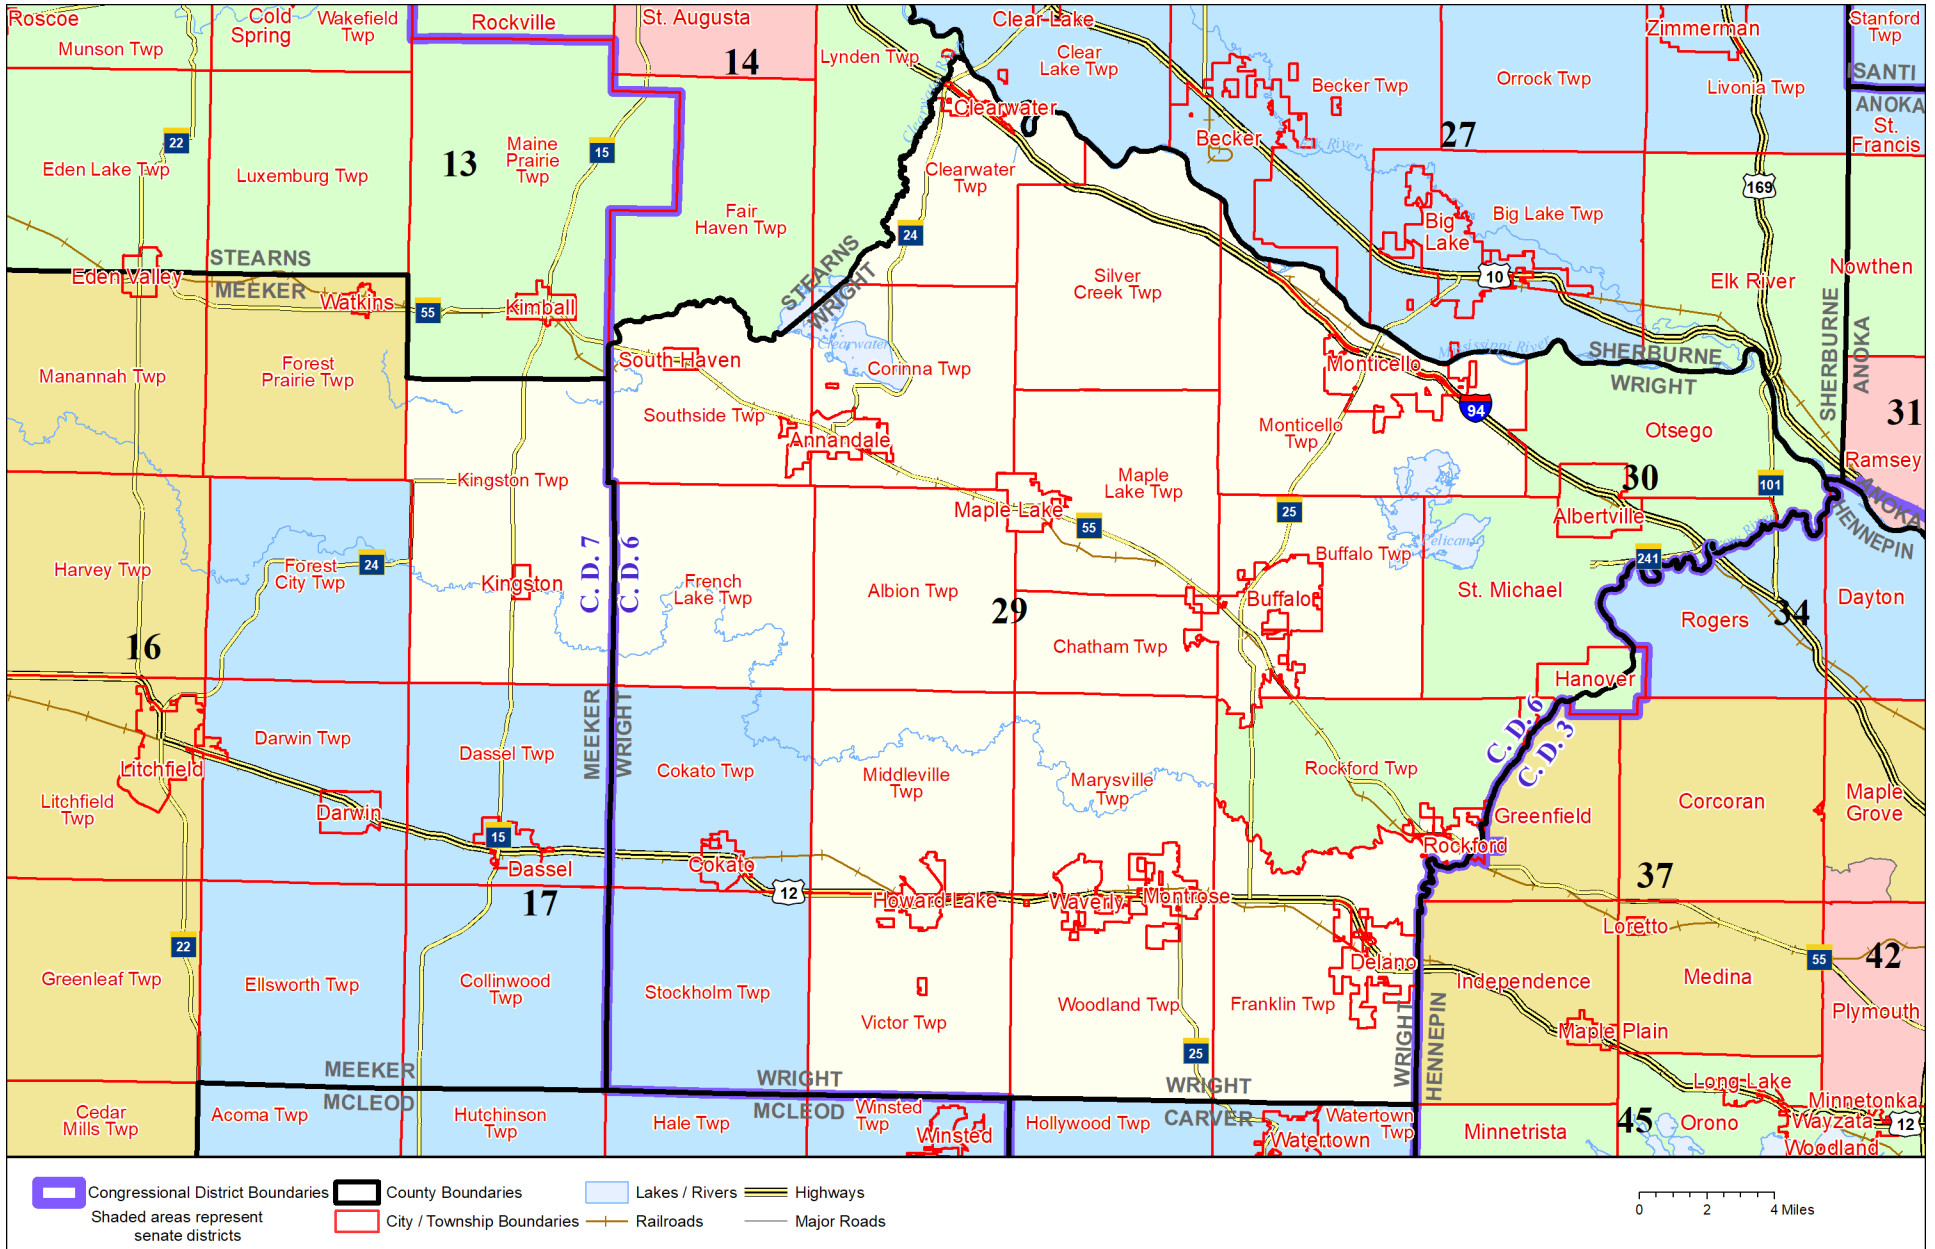 Roscoe
Munson Twp
Cold
Spring
Wakefield
Twp
Rockville
St. Augusta
14
Lynden Twp
Clear Lake
Clear
Lake Twp
Becker Twp
Orrock Twp
Zimmerman
Livonia Twp
Stanford
Twp
ISANTI
ANOKA
St.
Francis
22
Eden Lake Twp
Luxemburg Twp
13
Maine
Prairie
Twp
15
Fair
Haven Twp
Clearwater
Clearwater
Twp
24
Becker
27
Elk River
169
Big
Lake
Big Lake Twp
10
Elk River
Nowthen
STEARNS
MEEKER
Eden Valley
Watkins
55
Kimball
STEARNS
WRIGHT
Clearwater
Silver
Creek Twp
Mississippi River
SHERBURNE
WRIGHT
SHERBURNE
ANOKA
Manannah Twp
Forest
Prairie Twp
South Haven
Southside Twp
Corinna Twp
Annandale
Monticello
94
Monticello
Twp
Otsego
31
Ramsey
Kingston Twp
Maple
Lake Twp
Maple Lake
55
25
30
Albertville
101
ANOKA
HENNEPIN
Harvey Twp
Forest
City Twp
24
Kingston
C. D. 7
C. D. 6
French
Lake Twp
Albion Twp
29
Chatham Twp
Buffalo Twp
Buffalo
Pelican
St. Michael
241
Rogers
34
Dayton
16
Hanover
C. D. 6
C. D. 3
Litchfield
Litchfield
Twp
Darwin Twp
Darwin
Dassel Twp
15
Dassel
MEEKER
WRIGHT
Cokato Twp
Cokato
12
Middleville
Twp
Marysville
Twp
Rockford Twp
Rockford
Greenfield
Corcoran
Maple
Grove
17
Howard Lake
Waverly
Montrose
37
Loretto
42
22
Greenleaf Twp
Ellsworth Twp
Collinwood
Twp
Stockholm Twp
Victor Twp
Woodland Twp
Franklin Twp
Delano
Independence
Medina
55
Plymouth
25
Maple Plain
WRIGHT
HENNEPIN
MEEKER
MCLEOD
WRIGHT
MCLEOD
WRIGHT
CARVER
Long Lake
Minnetonka
Cedar
Mills Twp
Acoma Twp
Hutchinson
Twp
Hale Twp
Winsted
Twp
Winsted
Hollywood Twp
Watertown
Watertown
Twp
Minnetrista
45
Orono
Wayzata
12
Woodland
Congressional District Boundaries
County Boundaries
Lakes / Rivers
Highways
Shaded areas represent
senate districts
City / Township Boundaries
Railroads
Major Roads
0 2 4 Miles